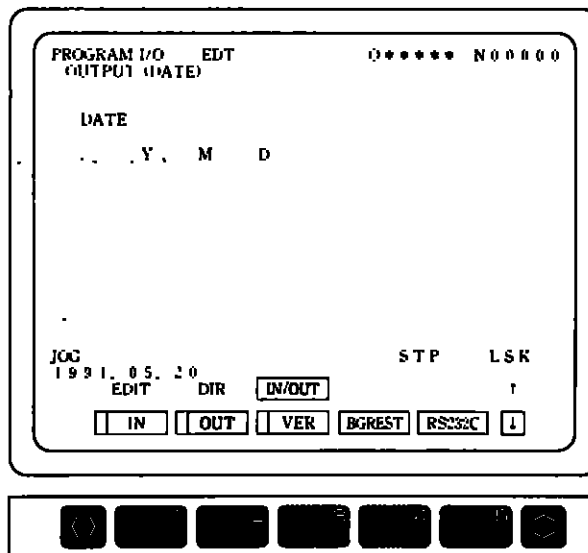 PROGRAM I/O EDT O***** N00000
OUTPUT (DATE)
DATE
Y M D
JOG STP LSK
1991. 05. 20
EDIT DIR IN/OUT ↑
IN OUT VER BGREST RS232C ↓